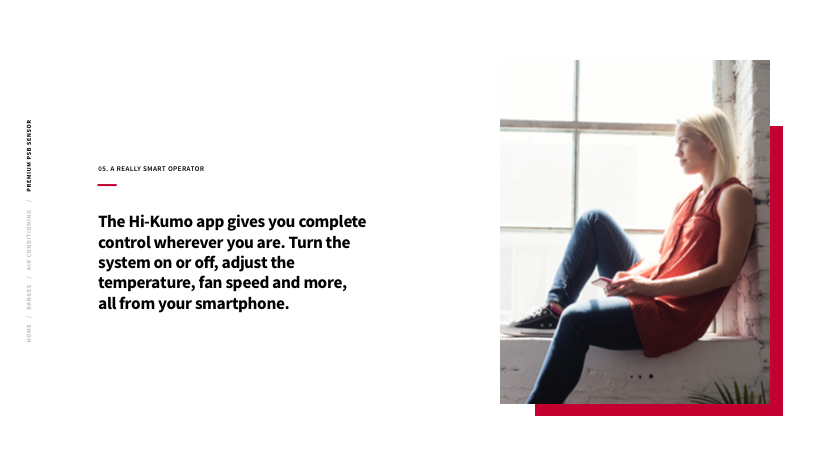 HOME / RANGES / AIR CONDITIONING / PREMIUM PSB SENSOR
05. A REALLY SMART OPERATOR
The Hi-Kumo app gives you complete
control wherever you are. Turn the
system on or off, adjust the
temperature, fan speed and more,
all from your smartphone.